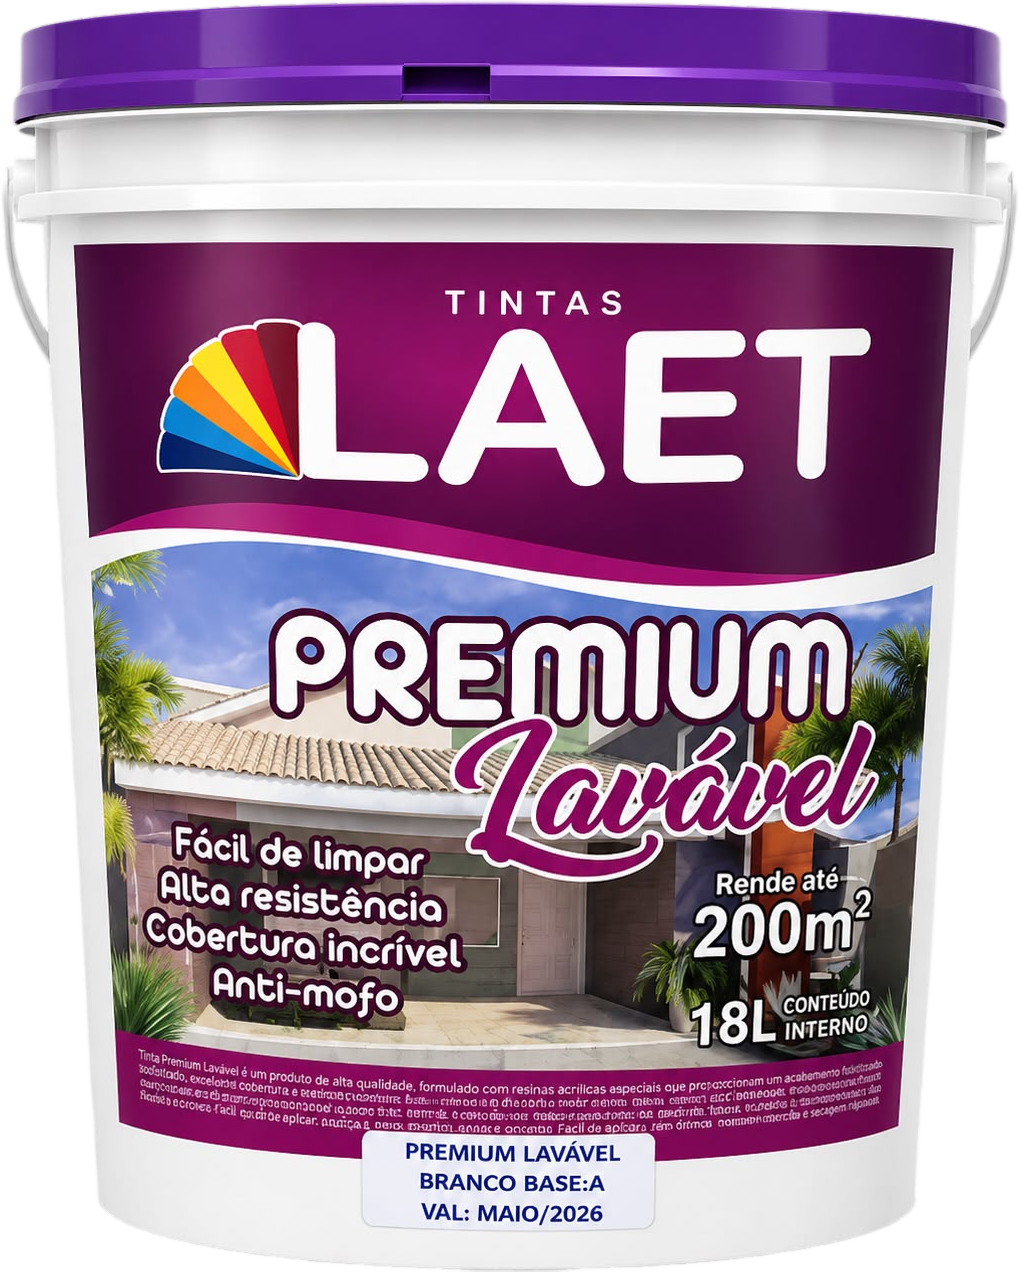 TINTAS
LAET
PREMIUM
Lavável
Fácil de limpar
Alta resistência
Cobertura incrível
Anti-mofo
Rende até
200m²
18L CONTEÚDO INTERNO
Tinta Premium Lavável é um produto de alta qualidade, formulado com resinas acrílicas especiais que proporcionam um acabamento
PREMIUM LAVÁVEL
BRANCO BASE:A
VAL: MAIO/2026